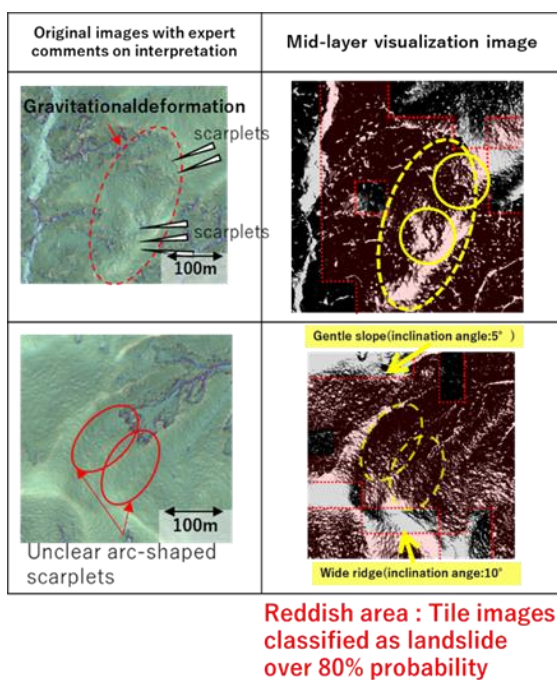 Original images with expert
comments on interpretation
Mid-layer visualization image
Gravitationaldeformation
scarplets
scarplets
100m
Gentle slope(inclination angle:5° )
100m
Unclear arc-shaped
scarplets
Wide ridge(inclination ange:10°
Reddish area : Tile images
classified as landslide
over 80% probability